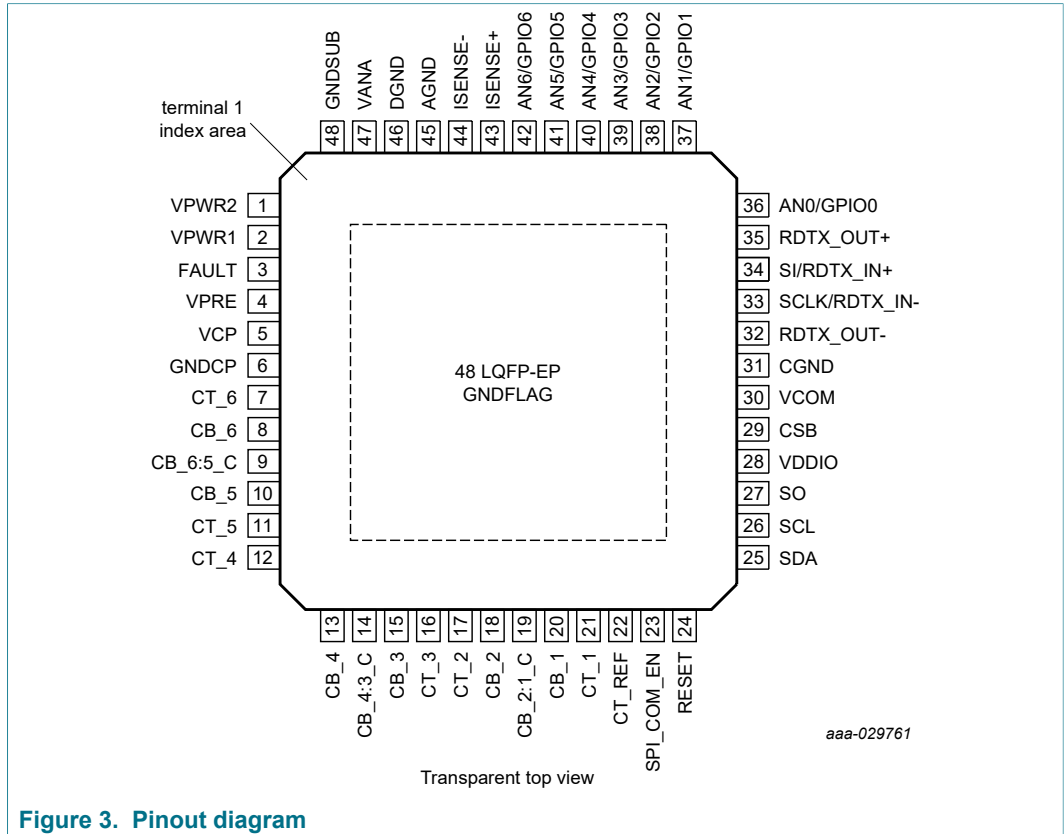 GNDSUB
VANA
DGND
AGND
ISENSE-
ISENSE+
AN6/GPIO6
AN5/GPIO5
AN4/GPIO4
AN3/GPIO3
AN2/GPIO2
AN1/GPIO1
terminal 1
index area
48
47
46
45
44
43
42
41
40
39
38
37
VPWR2 1
VPWR1 2
FAULT 3
VPRE 4
VCP 5
GNDCP 6
CT_6 7
CB_6 8
CB_6:5_C 9
CB_5 10
CT_5 11
CT_4 12
48 LQFP-EP
GNDFLAG
36 AN0/GPIO0
35 RDTX_OUT+
34 SI/RDTX_IN+
33 SCLK/RDTX_IN-
32 RDTX_OUT-
31 CGND
30 VCOM
29 CSB
28 VDDIO
27 SO
26 SCL
25 SDA
13
14
15
16
17
18
19
20
21
22
23
24
CB_4
CB_4:3_C
CB_3
CT_3
CT_2
CB_2
CB_2:1_C
CB_1
CT_1
CT_REF
SPI_COM_EN
RESET
aaa-029761
Transparent top view
Figure 3. Pinout diagram